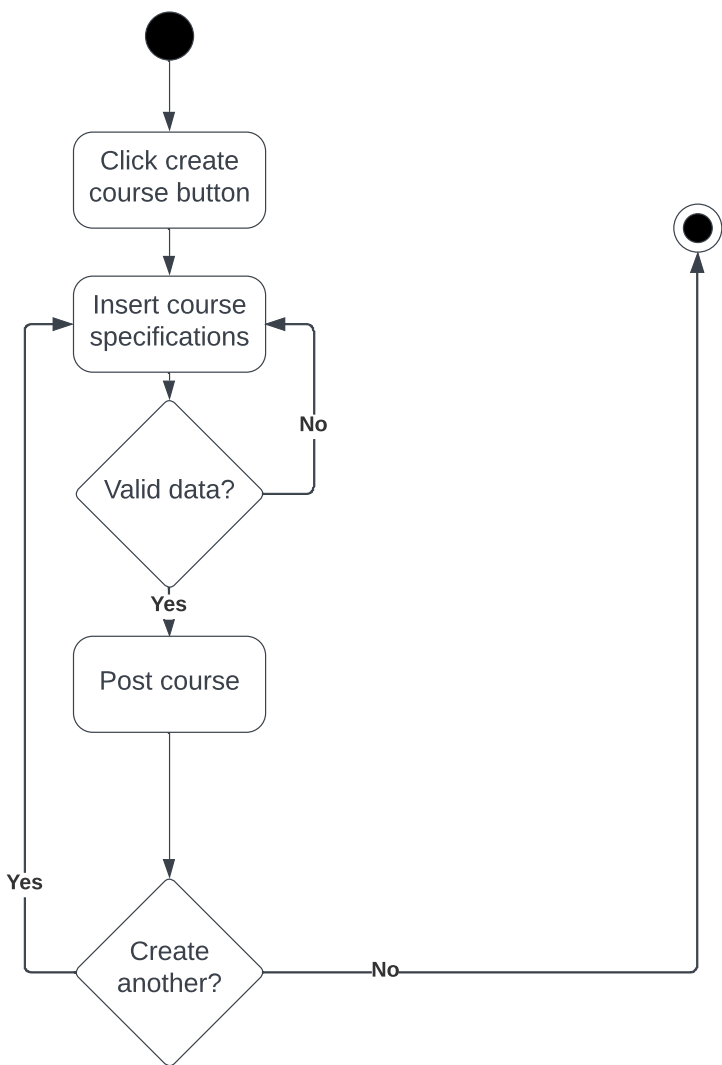 Click create
course button
Insert course
specifications
No
Valid data?
Yes
Post course
Yes
Create
another?
No